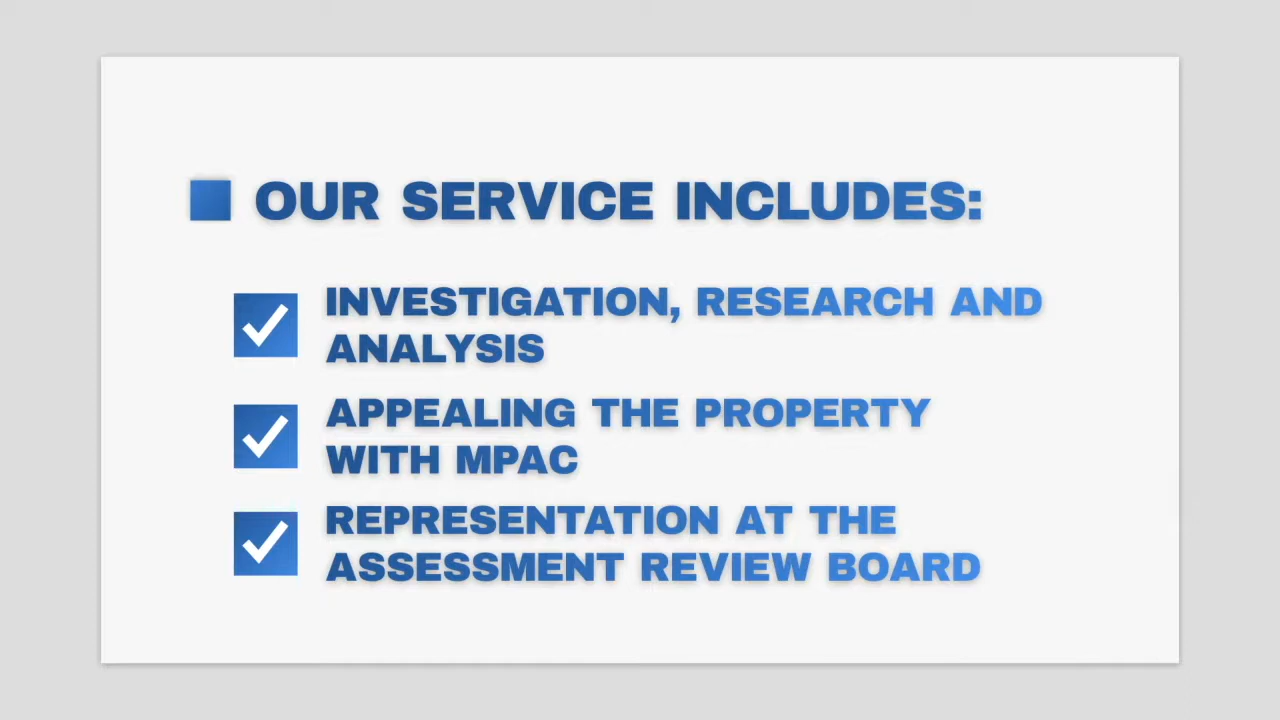 OUR SERVICE INCLUDES:
INVESTIGATION, RESEARCH AND
ANALYSIS
APPEALING THE PROPERTY
WITH MPAC
REPRESENTATION AT THE
ASSESSMENT REVIEW BOARD